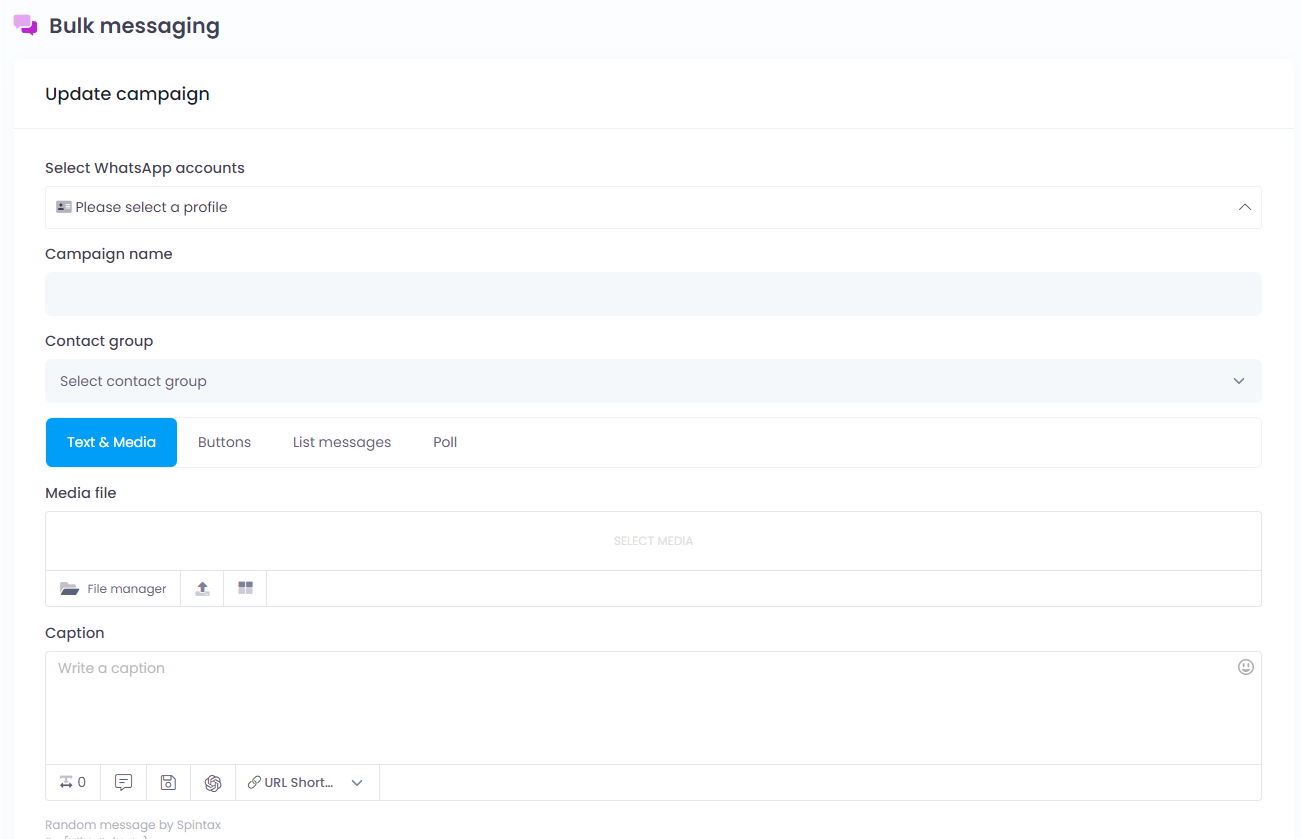 Bulk messaging
Update campaign
Select WhatsApp accounts
Please select a profile
Campaign name
Contact group
Select contact group
Text & Media Buttons List messages Poll
Media file
SELECT MEDIA
File manager
Caption
Write a caption
0 URL Short...
Random message by Spintax